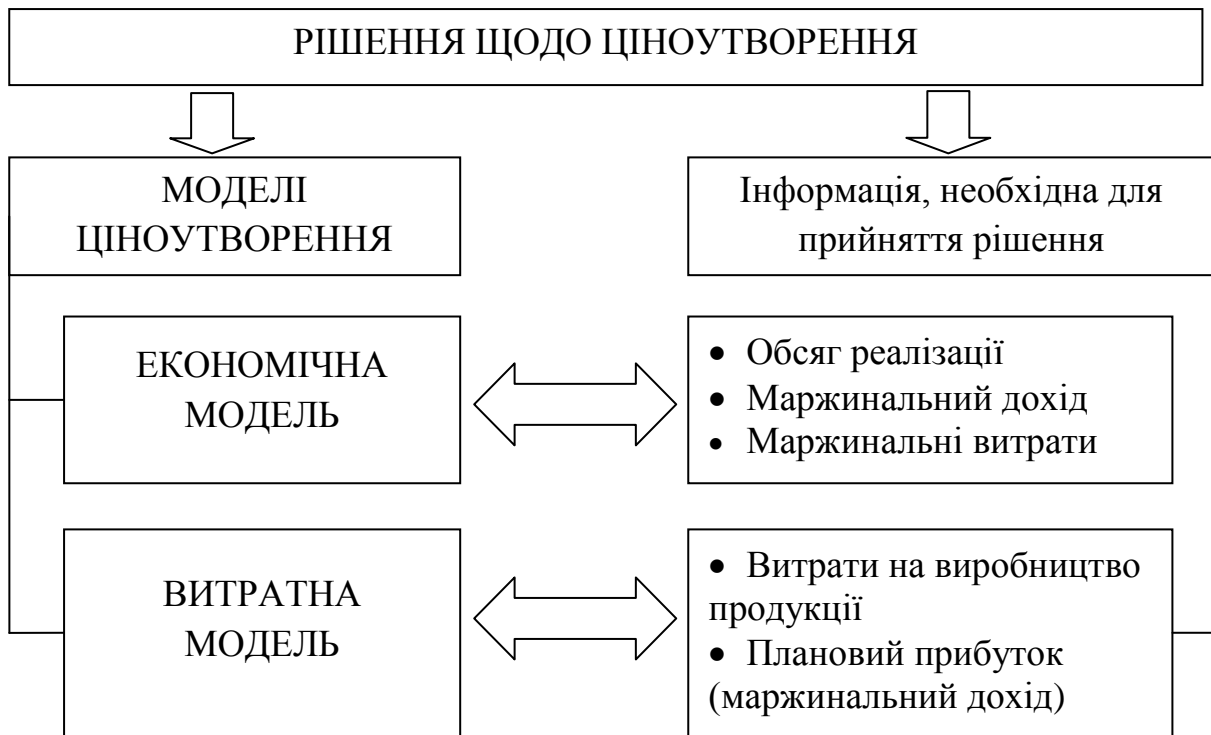 РІШЕННЯ ЩОДО ЦІНОУТВОРЕННЯ
МОДЕЛІ
ЦІНОУТВОРЕННЯ
Інформація, необхідна для
прийняття рішення
ЕКОНОМІЧНА
МОДЕЛЬ
• Обсяг реалізації
• Маржинальний дохід
• Маржинальні витрати
ВИТРАТНА
МОДЕЛЬ
• Витрати на виробництво
продукції
• Плановий прибуток
(маржинальний дохід)